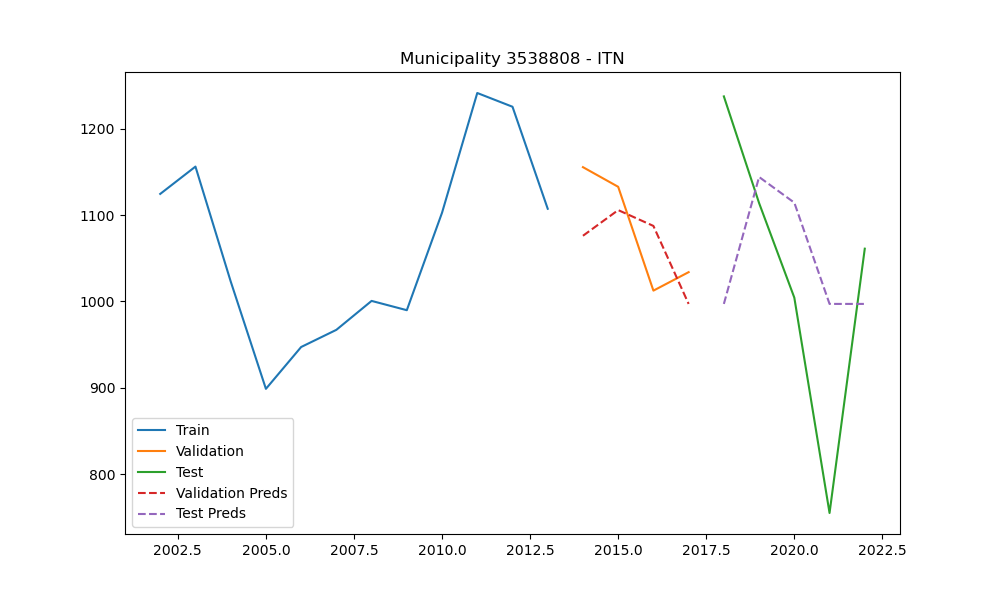 Municipality 3538808 - ITN
1200
1100
1000
900
800
Train
Validation
Test
Validation Preds
Test Preds
2002.5 2005.0 2007.5 2010.0 2012.5 2015.0 2017.5 2020.0 2022.5